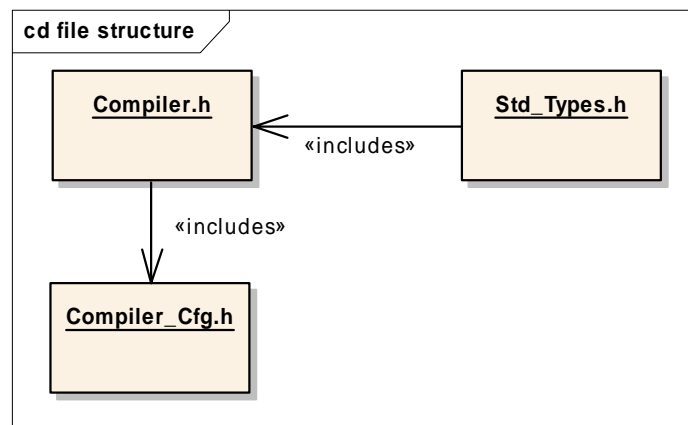 cd file structure
Compiler.h
Std_Types.h
«includes»
«includes»
Compiler_Cfg.h